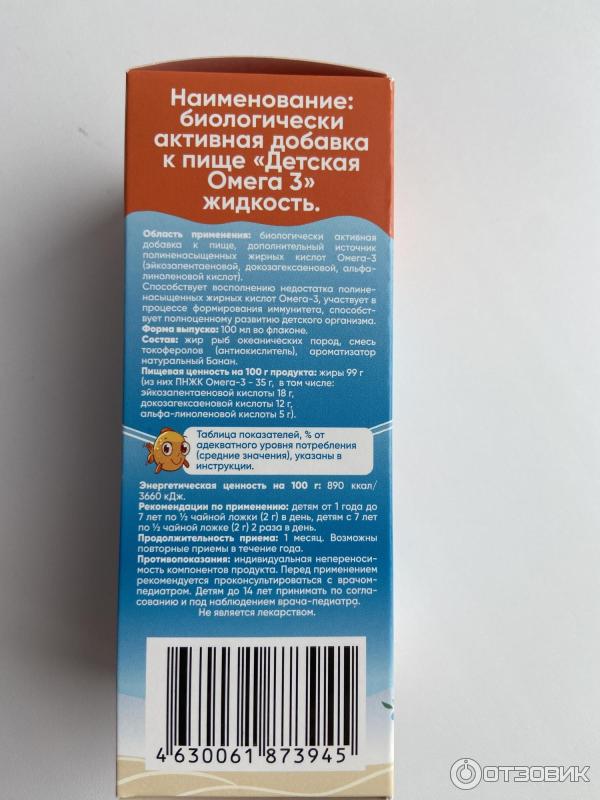 Наименование:
биологически
активная добавка
к пище «Детская
Омега 3»
жидкость.
Область применения: биологически активная
добавка к пище, дополнительный источник
полиненасыщенных жирных кислот Омега-3
(эйкозапентаеновой, докозагексаеновой, альфа-
линоленовой кислот).
Способствует восполнению недостатка полине-
насыщенных жирных кислот Омега-3, участвует в
процессе формирования иммунитета, способст-
вует полноценному развитию детского организма.
Форма выпуска: 100 мл во флаконе.
Состав: жир рыб океанических пород, смесь
токоферолов (антиокислитель), ароматизатор
натуральный Банан.
Пищевая ценность на 100 г продукта: жиры 99 г
(из них ПНЖК Омега-3 - 35 г, в том числе:
эйкозапентаеновой кислоты 18 г,
докозагексаеновой кислоты 12 г,
альфа-линоленовой кислоты 5 г).
Таблица показателей, % от
адекватного уровня потребления
(средние значения), указаны в
инструкции.
Энергетическая ценность на 100 г: 890 ккал/
3660 кДж.
Рекомендации по применению: детям от 1 года до
7 лет по ½ чайной ложки (2 г) в день, детям с 7 лет
по ½ чайной ложке (2 г) 2 раза в день.
Продолжительность приема: 1 месяц. Возможны
повторные приемы в течение года.
Противопоказания: индивидуальная непереноси-
мость компонентов продукта. Перед применением
рекомендуется проконсультироваться с врачом-
педиатром. Детям до 14 лет принимать по согла-
сованию и под наблюдением врача-педиатра.
Не является лекарством.
4 630061 873945
ОТЗОВИК